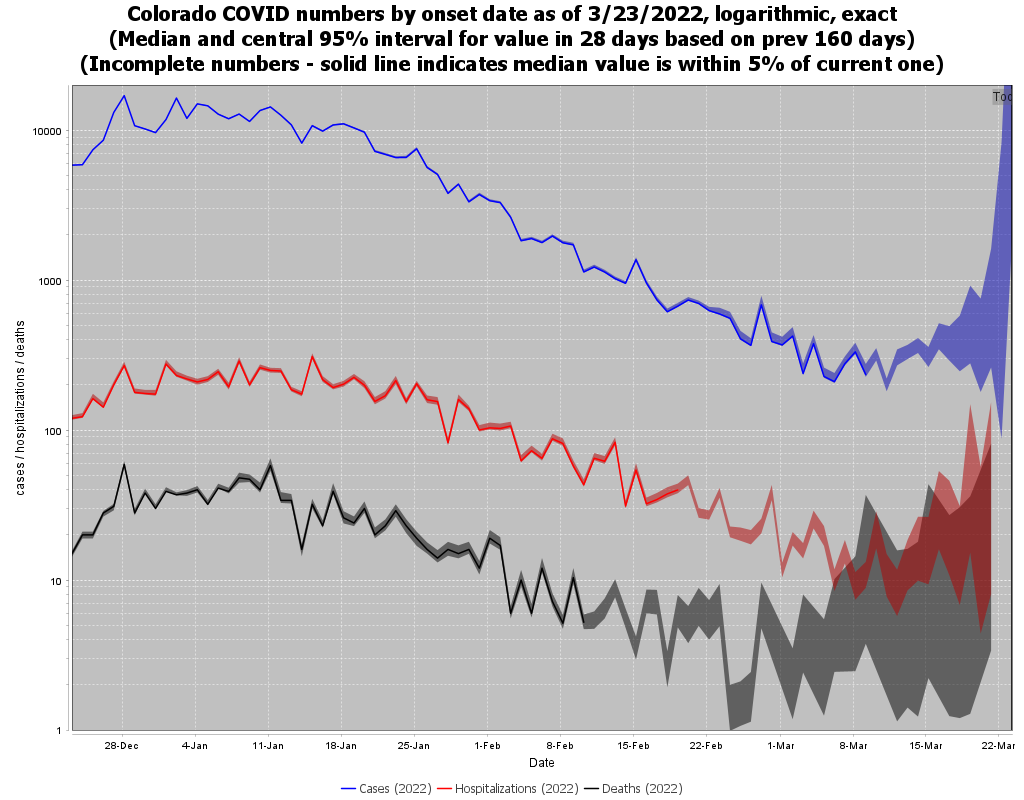 Colorado COVID numbers by onset date as of 3/23/2022, logarithmic, exact
(Median and central 95% interval for value in 28 days based on prev 160 days)
(Incomplete numbers - solid line indicates median value is within 5% of current one)
10000
1000
100
10
1
cases / hospitalizations / deaths
28-Dec 4-Jan 11-Jan 18-Jan 25-Jan 1-Feb 8-Feb 15-Feb 22-Feb 1-Mar 8-Mar 15-Mar 22-Mar
Date
Cases (2022) Hospitalizations (2022) Deaths (2022)